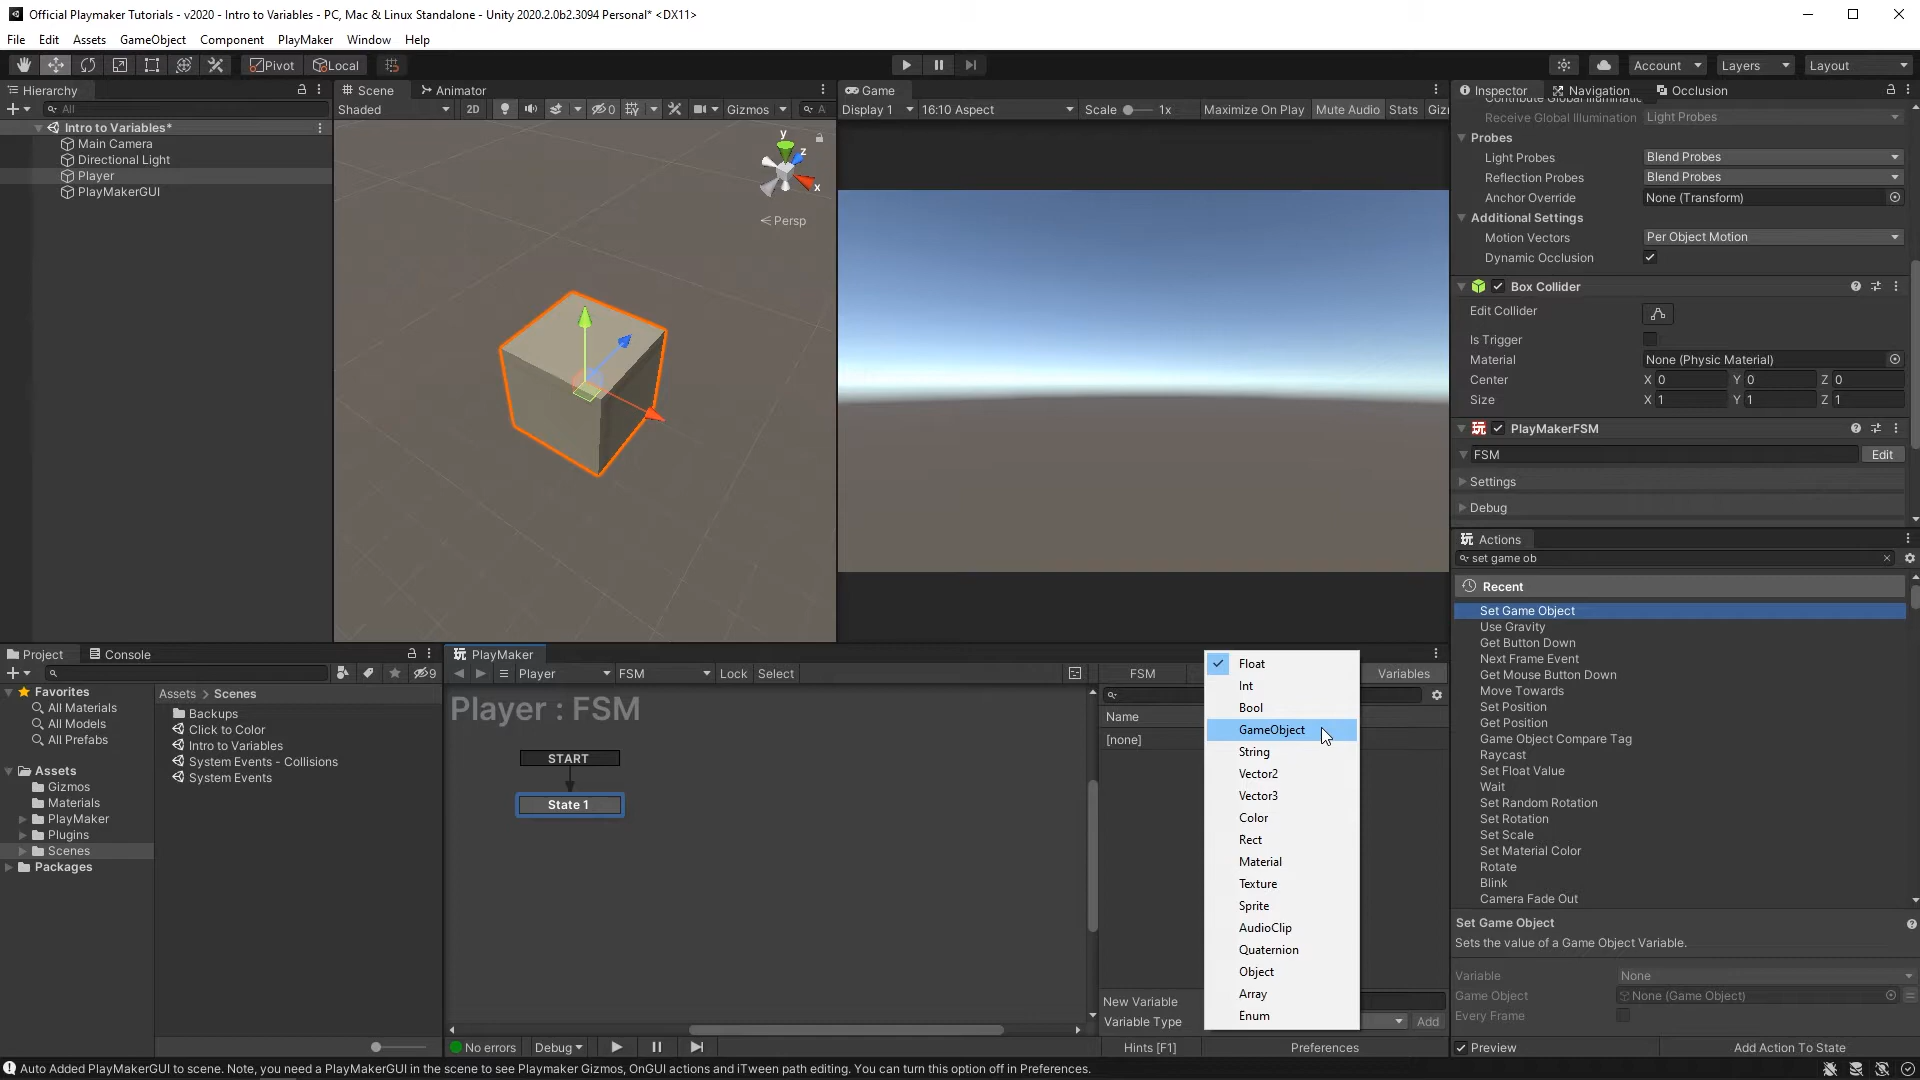 Official Playmaker Tutorials - v2020 - Intro to Variables - PC, Mac & Linux Standalone - Unity 2020.2.0b2.3094 Personal* <DX11>
File Edit Assets GameObject Component PlayMaker Window Help
Pivot Local Account Layers Layout
Hierarchy
All
Intro to Variables*
Main Camera
Directional Light
Player
PlayMakerGUI
Scene Animator
Shaded 2D 0 Gizmos A
y
z
x
Persp
Game
Display 1 16:10 Aspect Scale 1x Maximize On Play Mute Audio Stats Giz
Inspector Navigation Occlusion
Contribute Global Illuminatic
Receive Global Illumination Light Probes
Probes
Light Probes Blend Probes
Reflection Probes Blend Probes
Anchor Override None (Transform)
Additional Settings
Motion Vectors Per Object Motion
Dynamic Occlusion
Box Collider
Edit Collider
Is Trigger
Material None (Physic Material)
Center X 0 Y 0 Z 0
Size X 1 Y 1 Z 1
玩 PlayMakerFSM
FSM Edit
Settings
Debug
玩 Actions
set game ob
Recent
Set Game Object
Use Gravity
Get Button Down
Next Frame Event
Get Mouse Button Down
Move Towards
Set Position
Get Position
Game Object Compare Tag
Raycast
Set Float Value
Wait
Set Random Rotation
Set Rotation
Set Scale
Set Material Color
Rotate
Blink
Camera Fade Out
Set Game Object
Sets the value of a Game Object Variable.
Variable None
Game Object None (Game Object)
Every Frame
Preview Add Action To State
Project Console
9
Favorites
All Materials
All Models
All Prefabs
Assets
Gizmos
Materials
PlayMaker
Plugins
Scenes
Packages
Assets > Scenes
Backups
Click to Color
Intro to Variables
System Events - Collisions
System Events
玩 PlayMaker
Player FSM Lock Select
Player : FSM
START
State 1
No errors Debug
FSM Variables
Name
[none]
New Variable
Variable Type Add
Hints [F1] Preferences
Float
Int
Bool
GameObject
String
Vector2
Vector3
Color
Rect
Material
Texture
Sprite
AudioClip
Quaternion
Object
Array
Enum
Auto Added PlayMakerGUI to scene. Note, you need a PlayMakerGUI in the scene to see Playmaker Gizmos, OnGUI actions and iTween path editing. You can turn this option off in Preferences.